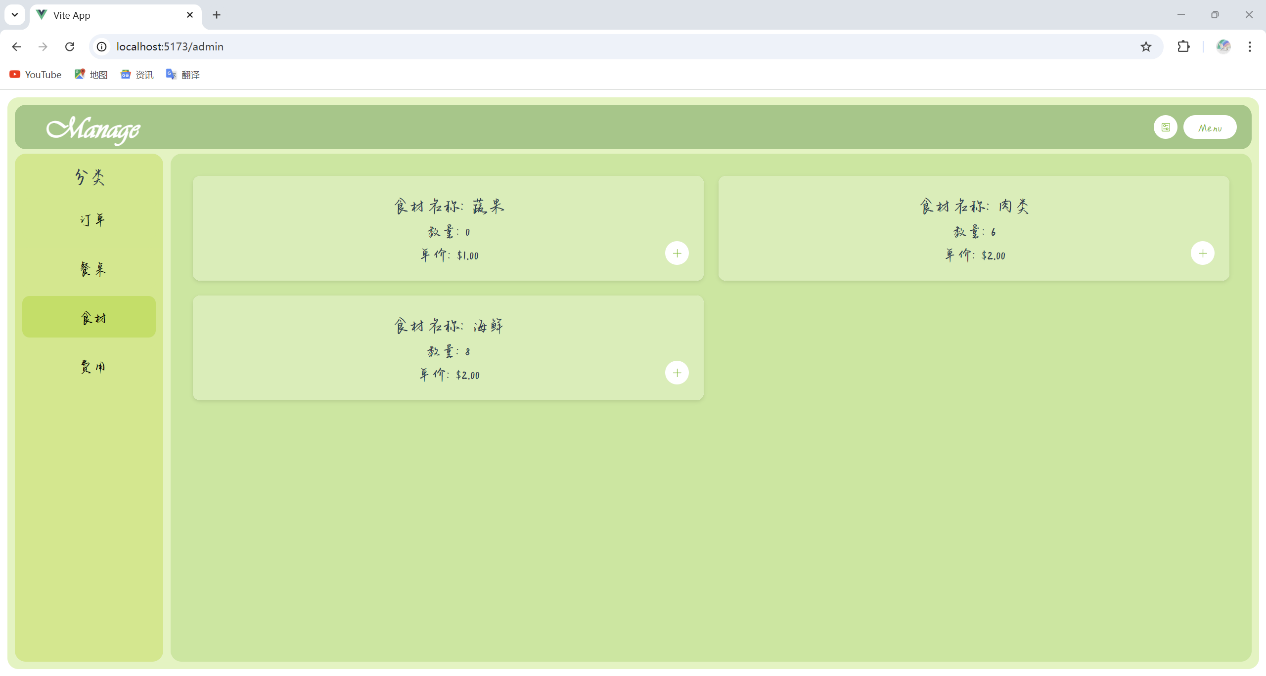 Vite App
localhost:5173/admin
YouTube 地图 资讯 翻译
Manage
Menu
分类
订单
餐桌
食材
费用
食材名称: 蔬果
数量: 0
单价: $1.00
食材名称: 肉类
数量: 6
单价: $2.00
食材名称: 海鲜
数量: 8
单价: $2.00